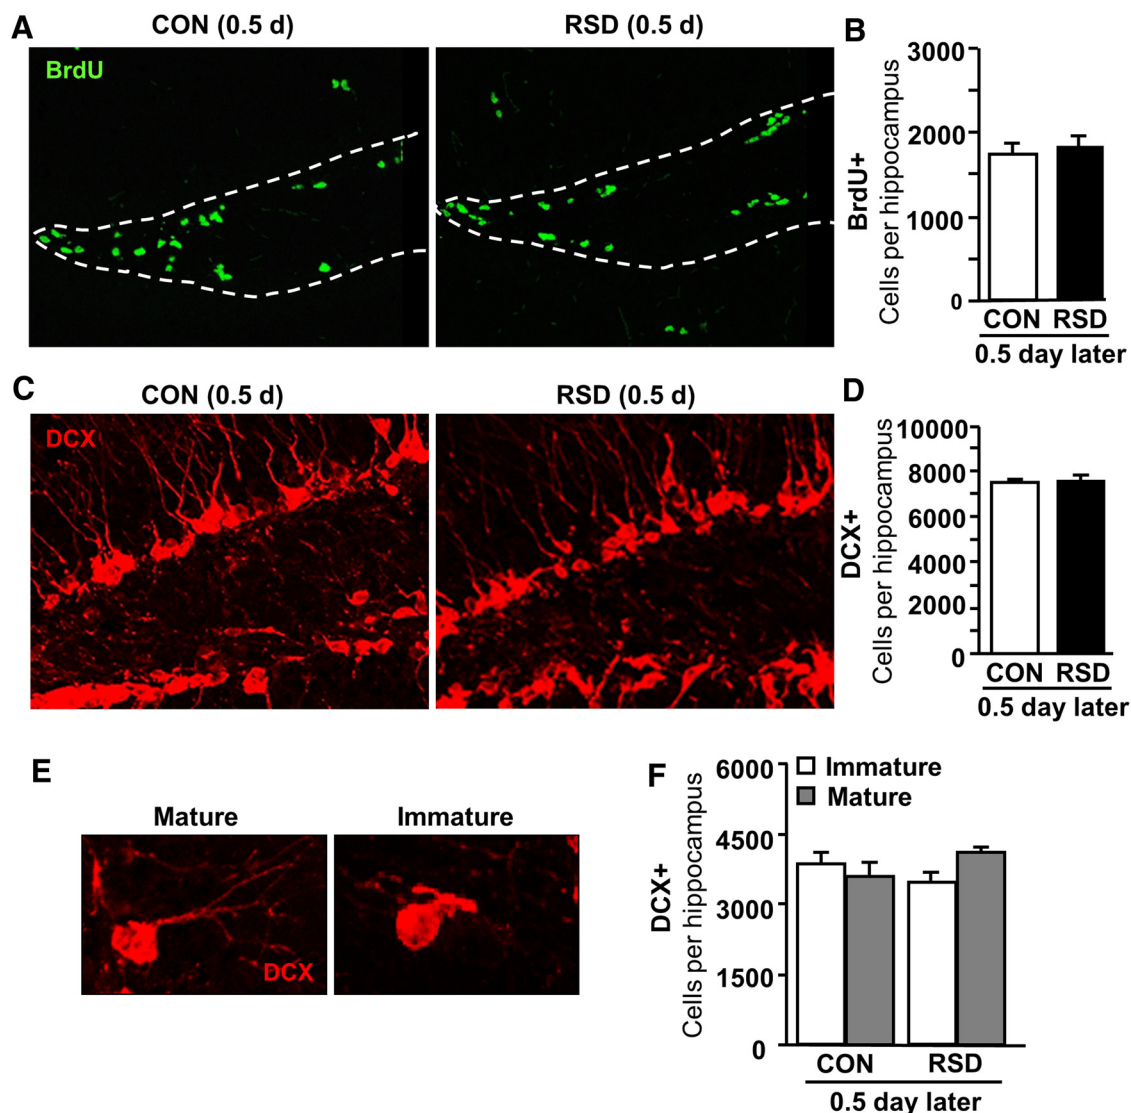 A
CON (0.5 d)
RSD (0.5 d)
BrdU
B
BrdU+
Cells per hippocampus
3000
2000
1000
0
CON RSD
0.5 day later
C
CON (0.5 d)
RSD (0.5 d)
DCX
D
DCX+
Cells per hippocampus
10000
8000
6000
4000
2000
0
CON RSD
0.5 day later
E
Mature
Immature
DCX
F
DCX+
Cells per hippocampus
6000
4500
3000
1500
0
Immature
Mature
CON RSD
0.5 day later